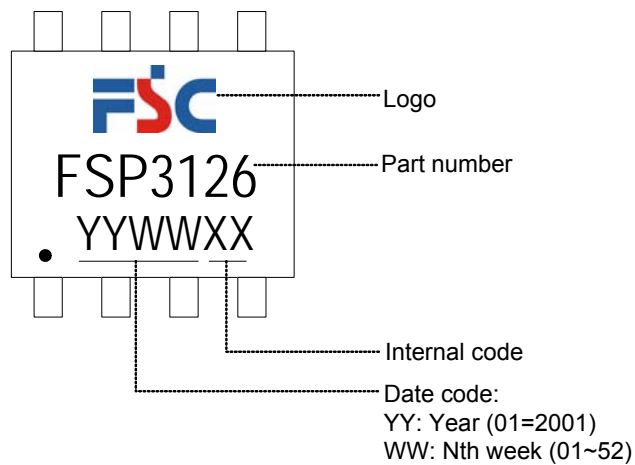 FSC
Logo
FSP3126
Part number
YYWWXX
Internal code
Date code:
YY: Year (01=2001)
WW: Nth week (01~52)